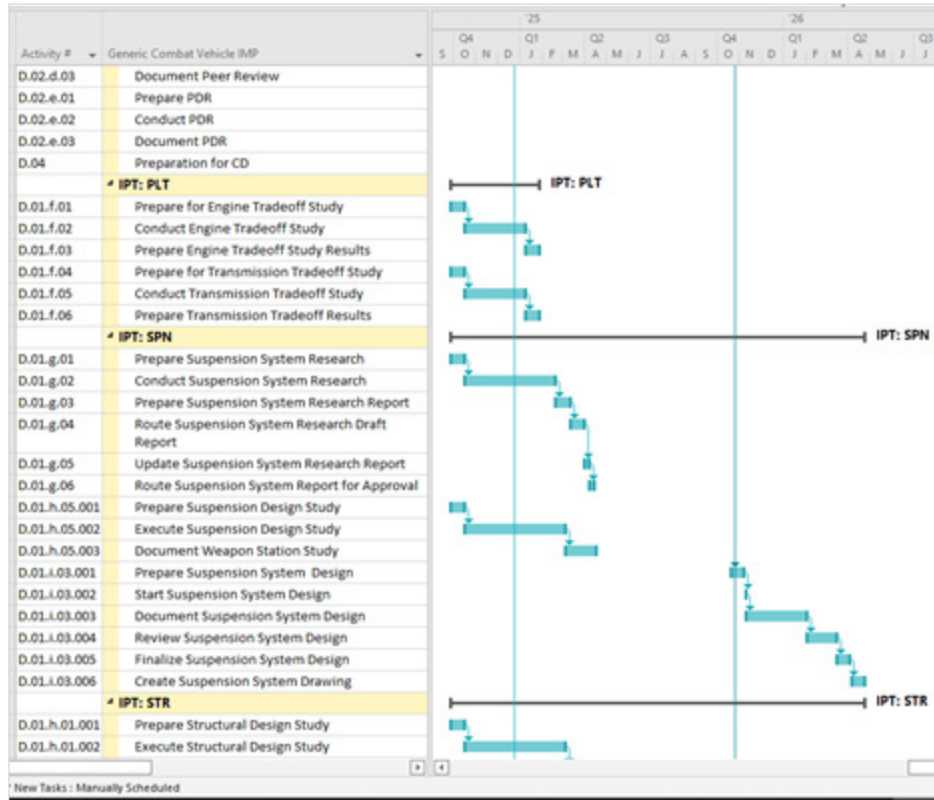 '25 '26
Q4 Q1 Q2 Q3 Q4 Q1 Q2 Q3
Activity # Generic Combat Vehicle IMP S O N D J F M A M J J A S O N D J F M A M J J
D.02.d.03 Document Peer Review
D.02.e.01 Prepare PDR
D.02.e.02 Conduct PDR
D.02.e.03 Document PDR
D.04 Preparation for CD
IPT: PLT IPT: PLT
D.01.f.01 Prepare for Engine Tradeoff Study
D.01.f.02 Conduct Engine Tradeoff Study
D.01.f.03 Prepare Engine Tradeoff Study Results
D.01.f.04 Prepare for Transmission Tradeoff Study
D.01.f.05 Conduct Transmission Tradeoff Study
D.01.f.06 Prepare Transmission Tradeoff Results
IPT: SPN IPT: SPN
D.01.g.01 Prepare Suspension System Research
D.01.g.02 Conduct Suspension System Research
D.01.g.03 Prepare Suspension System Research Report
D.01.g.04 Route Suspension System Research Draft
Report
D.01.g.05 Update Suspension System Research Report
D.01.g.06 Route Suspension System Report for Approval
D.01.h.05.001 Prepare Suspension Design Study
D.01.h.05.002 Execute Suspension Design Study
D.01.h.05.003 Document Weapon Station Study
D.01.i.03.001 Prepare Suspension System Design
D.01.i.03.002 Start Suspension System Design
D.01.i.03.003 Document Suspension System Design
D.01.i.03.004 Review Suspension System Design
D.01.i.03.005 Finalize Suspension System Design
D.01.i.03.006 Create Suspension System Drawing
IPT: STR IPT: STR
D.01.h.01.001 Prepare Structural Design Study
D.01.h.01.002 Execute Structural Design Study
New Tasks : Manually Scheduled